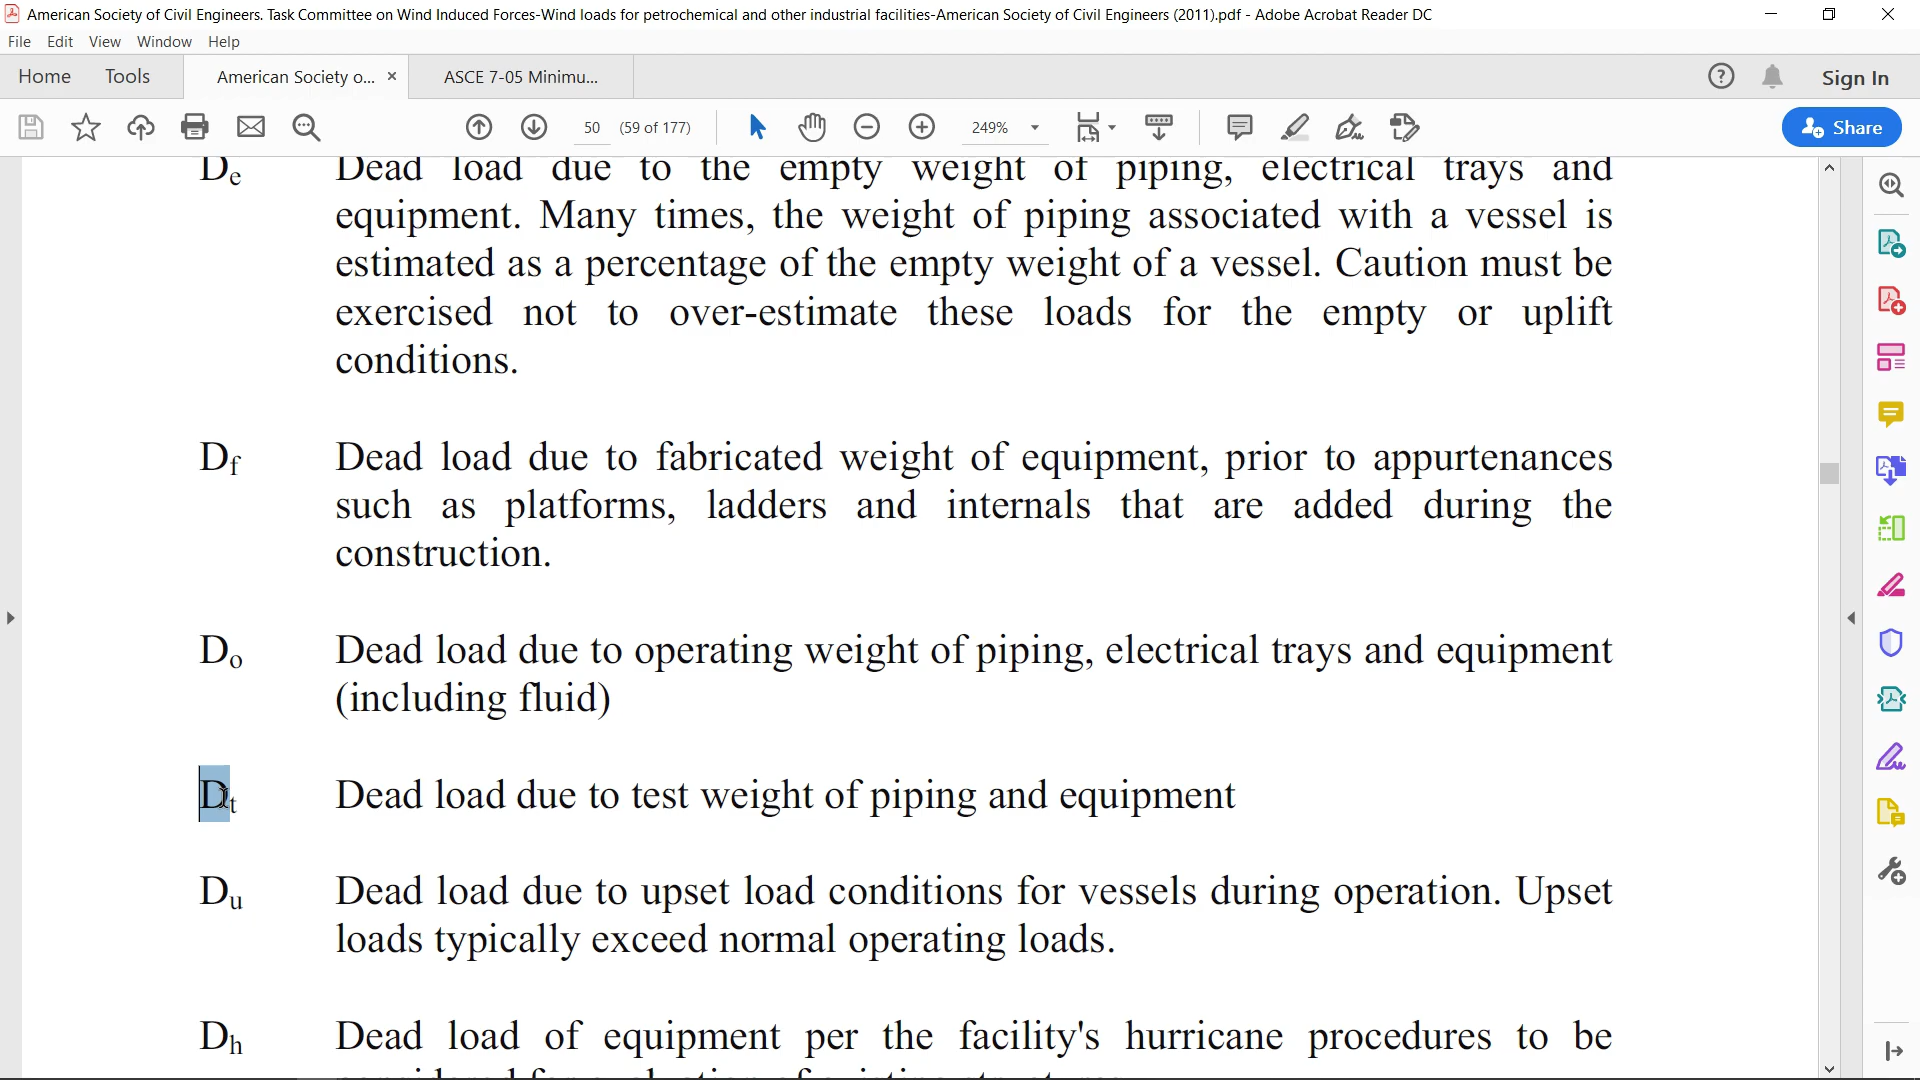 American Society of Civil Engineers. Task Committee on Wind Induced Forces-Wind loads for petrochemical and other industrial facilities-American Society of Civil Engineers (2011).pdf - Adobe Acrobat Reader DC
File Edit View Window Help
Home Tools American Society o... × ASCE 7-05 Minimu... Sign In
50 (59 of 177) 249% Share
De Dead load due to the empty weight of piping, electrical trays and
equipment. Many times, the weight of piping associated with a vessel is
estimated as a percentage of the empty weight of a vessel. Caution must be
exercised not to over-estimate these loads for the empty or uplift
conditions.
Df Dead load due to fabricated weight of equipment, prior to appurtenances
such as platforms, ladders and internals that are added during the
construction.
Do Dead load due to operating weight of piping, electrical trays and equipment
(including fluid)
Dt Dead load due to test weight of piping and equipment
Du Dead load due to upset load conditions for vessels during operation. Upset
loads typically exceed normal operating loads.
Dh Dead load of equipment per the facility's hurricane procedures to be